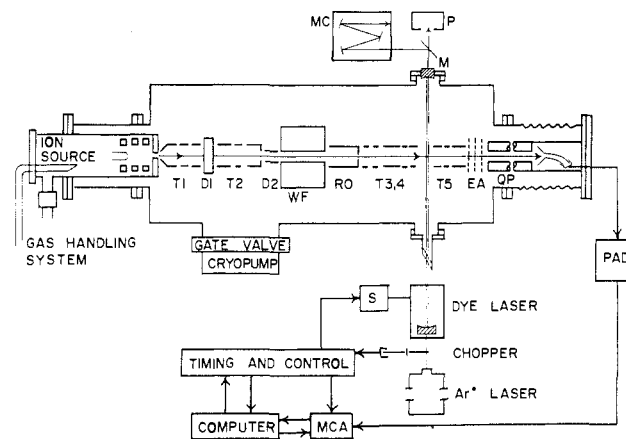 MC
P
M
ION
SOURCE
T1 D1 T2 D2 WF RO T3,4 T5 EA QP
GAS HANDLING
SYSTEM
GATE VALVE
CRYOPUMP
PAD
S
DYE LASER
TIMING AND CONTROL
CHOPPER
Ar⁺ LASER
COMPUTER
MCA